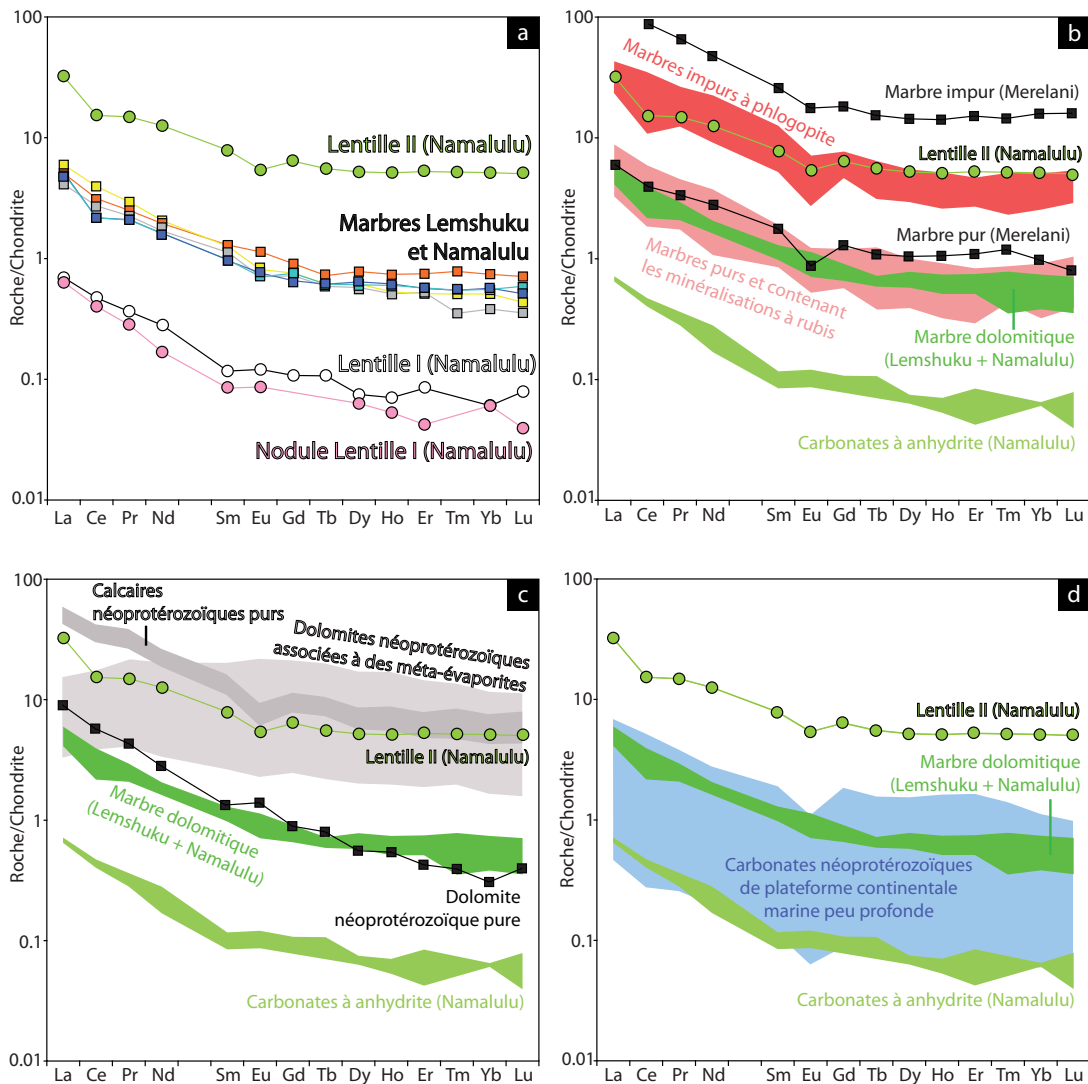 a
Roche/Chondrite
100
10
1
0.1
0.01
Lentille II (Namalulu)
Marbres Lemshuku
et Namalulu
Lentille I (Namalulu)
Nodule Lentille I (Namalulu)
La Ce Pr Nd Sm Eu Gd Tb Dy Ho Er Tm Yb Lu
b
Roche/Chondrite
100
10
1
0.1
0.01
Marbres impurs à phlogopite
Marbre impur (Merelani)
Lentille II (Namalulu)
Marbre pur (Merelani)
Marbres purs et contenant
les minéralisations à rubis
Marbre dolomitique
(Lemshuku + Namalulu)
Carbonates à anhydrite (Namalulu)
La Ce Pr Nd Sm Eu Gd Tb Dy Ho Er Tm Yb Lu
c
Roche/Chondrite
100
10
1
0.1
0.01
Calcaires
néoprotérozoïques purs
Dolomites néoprotérozoïques
associées à des méta-évaporites
Lentille II (Namalulu)
Marbre dolomitique
(Lemshuku + Namalulu)
Dolomite
néoprotérozoïque pure
Carbonates à anhydrite (Namalulu)
La Ce Pr Nd Sm Eu Gd Tb Dy Ho Er Tm Yb Lu
d
Roche/Chondrite
100
10
1
0.1
0.01
Lentille II (Namalulu)
Marbre dolomitique
(Lemshuku + Namalulu)
Carbonates néoprotérozoïques
de plateforme continentale
marine peu profonde
Carbonates à anhydrite (Namalulu)
La Ce Pr Nd Sm Eu Gd Tb Dy Ho Er Tm Yb Lu